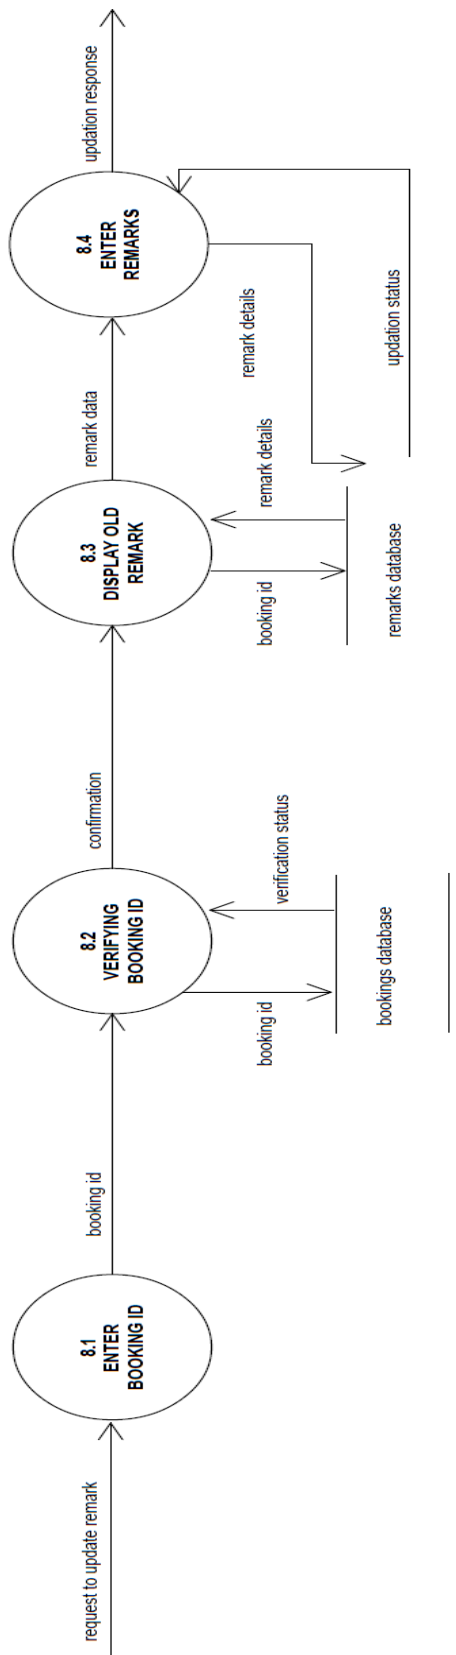 request to update remark
8.1
ENTER
BOOKING ID
booking id
8.2
VERIFYING
BOOKING ID
booking id
verification status
bookings database
confirmation
8.3
DISPLAY OLD
REMARK
booking id
remark details
remarks database
remark data
8.4
ENTER
REMARKS
remark details
updation status
updation response